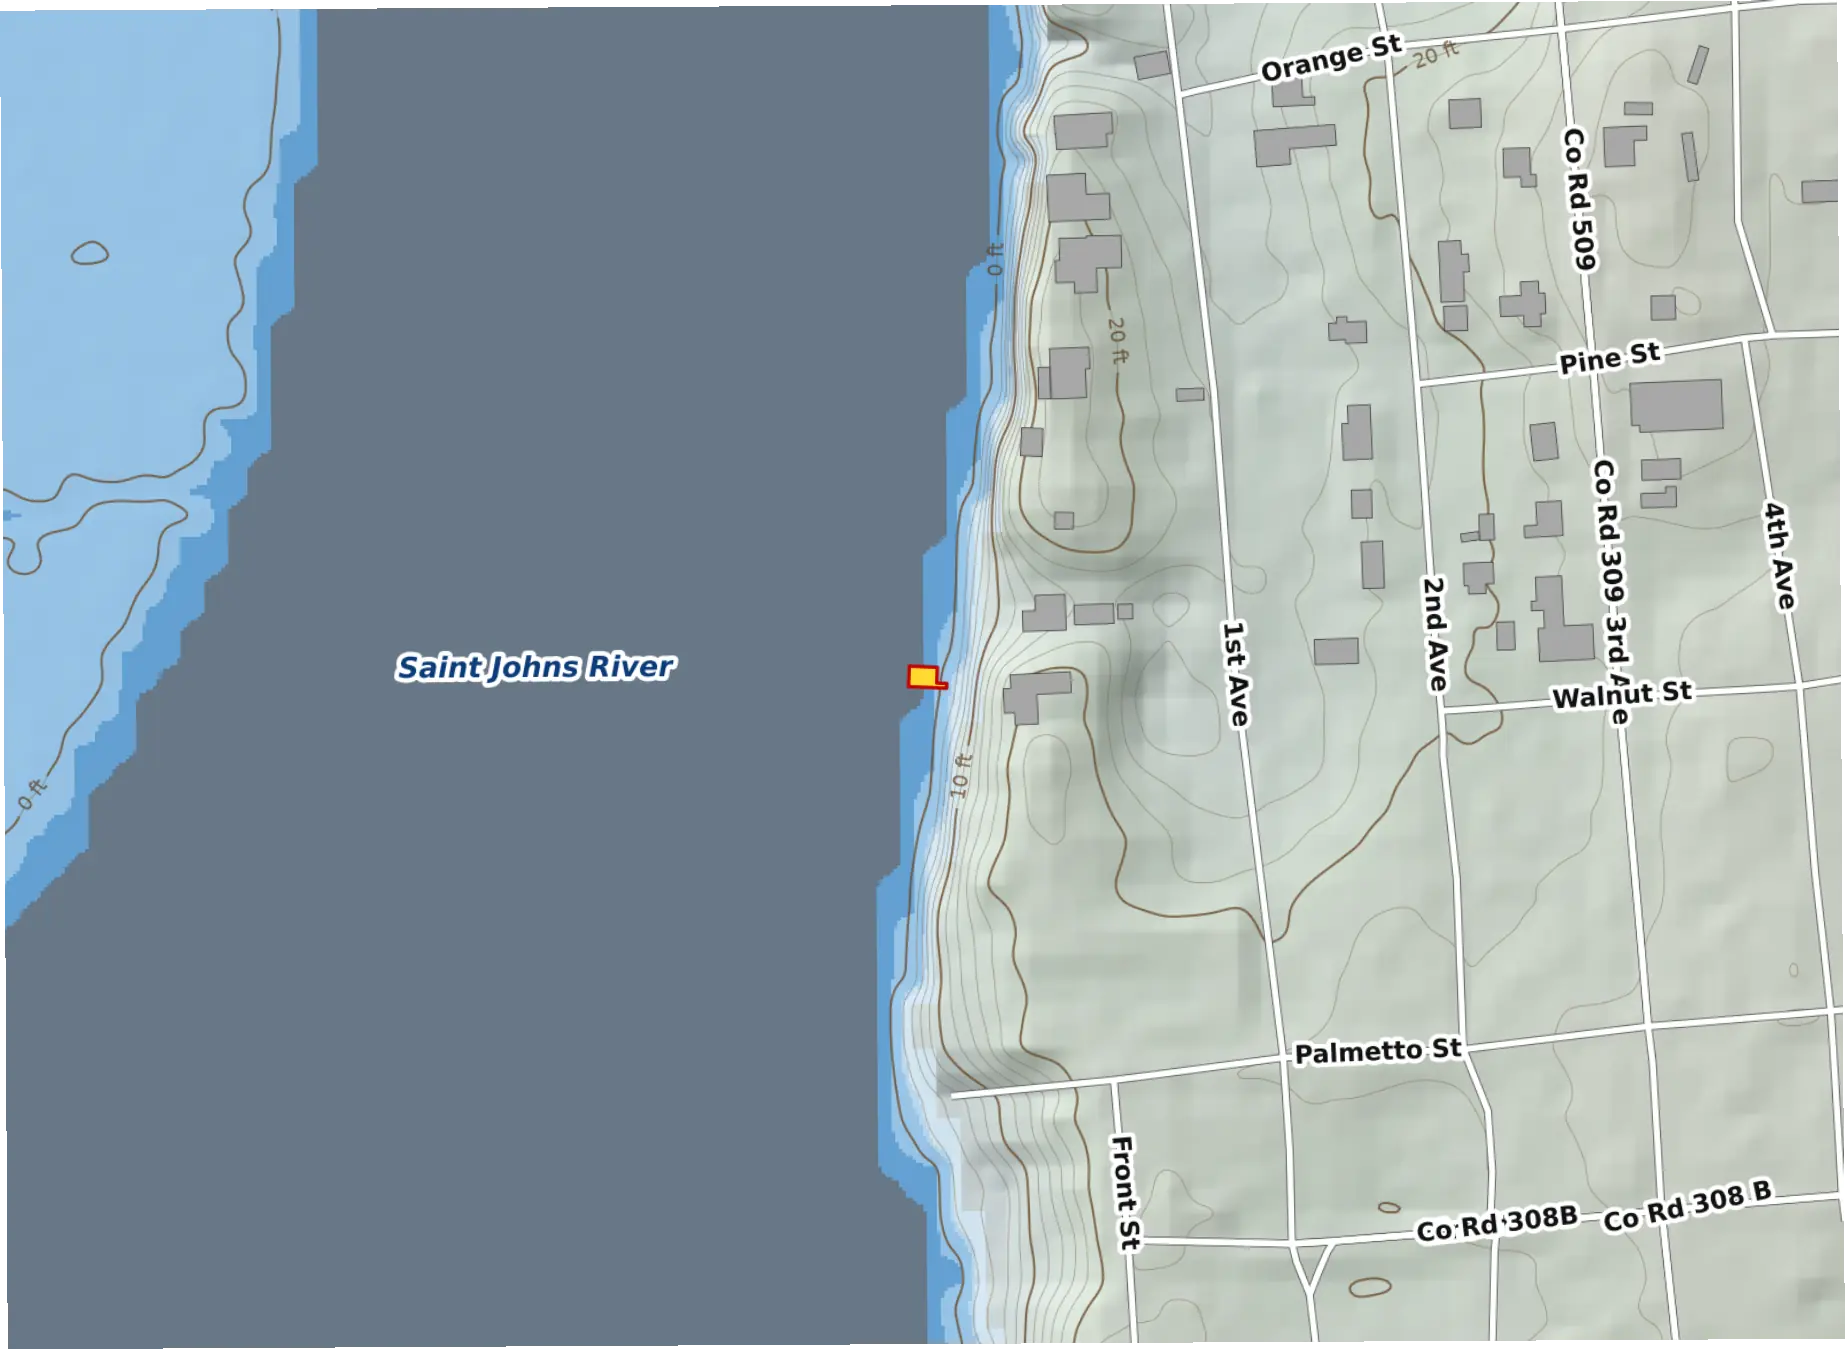 Orange St
20 ft
Co Rd 509
0 ft
20 ft
Pine St
Co Rd 309
3rd Ave
4th Ave
2nd Ave
1st Ave
Saint Johns River
Walnut St
10 ft
0 ft
Palmetto St
Front St
Co Rd 308B
Co Rd 308 B